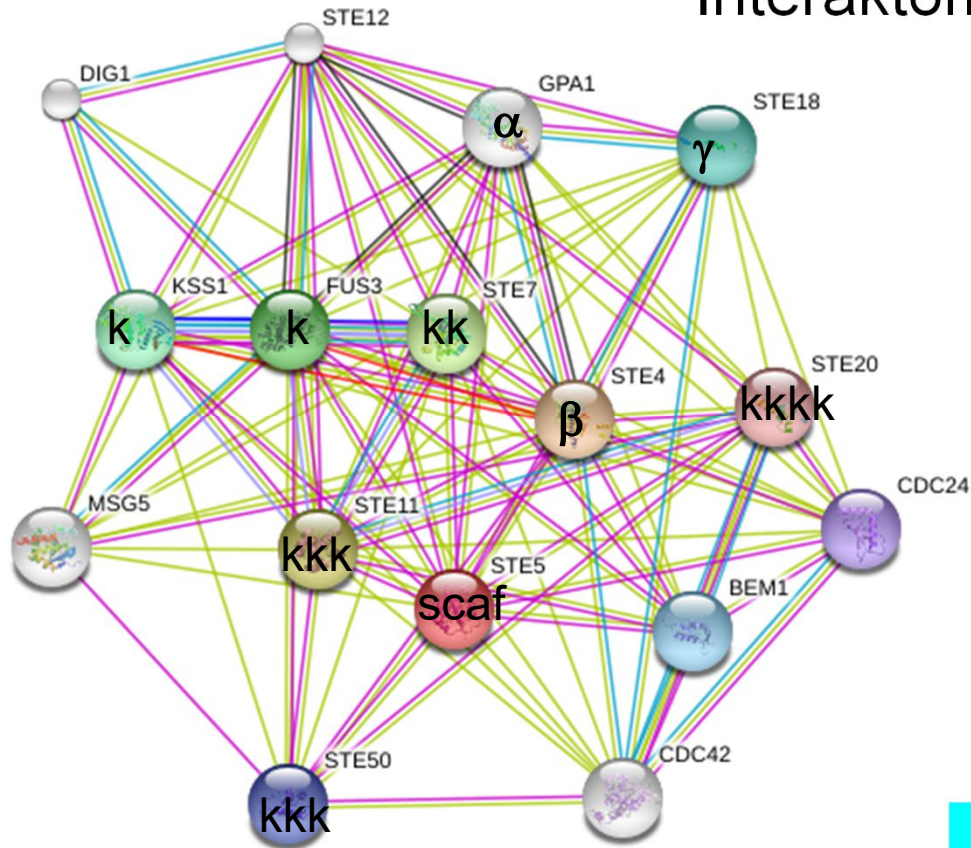 Interakton
STE12
DIG1
GPA1
α
STE18
γ
KSS1
k
FUS3
k
STE7
kk
STE4
β
STE20
kkkk
CDC24
MSG5
STE11
kkk
STE5
scaf
BEM1
STE50
kkk
CDC42